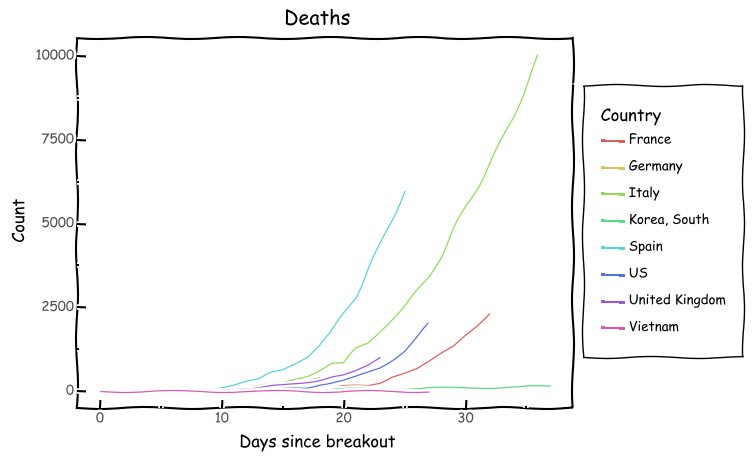 Deaths
10000
7500
5000
2500
0
Count
0 10 20 30
Days since breakout
Country
France
Germany
Italy
Korea, South
Spain
US
United Kingdom
Vietnam